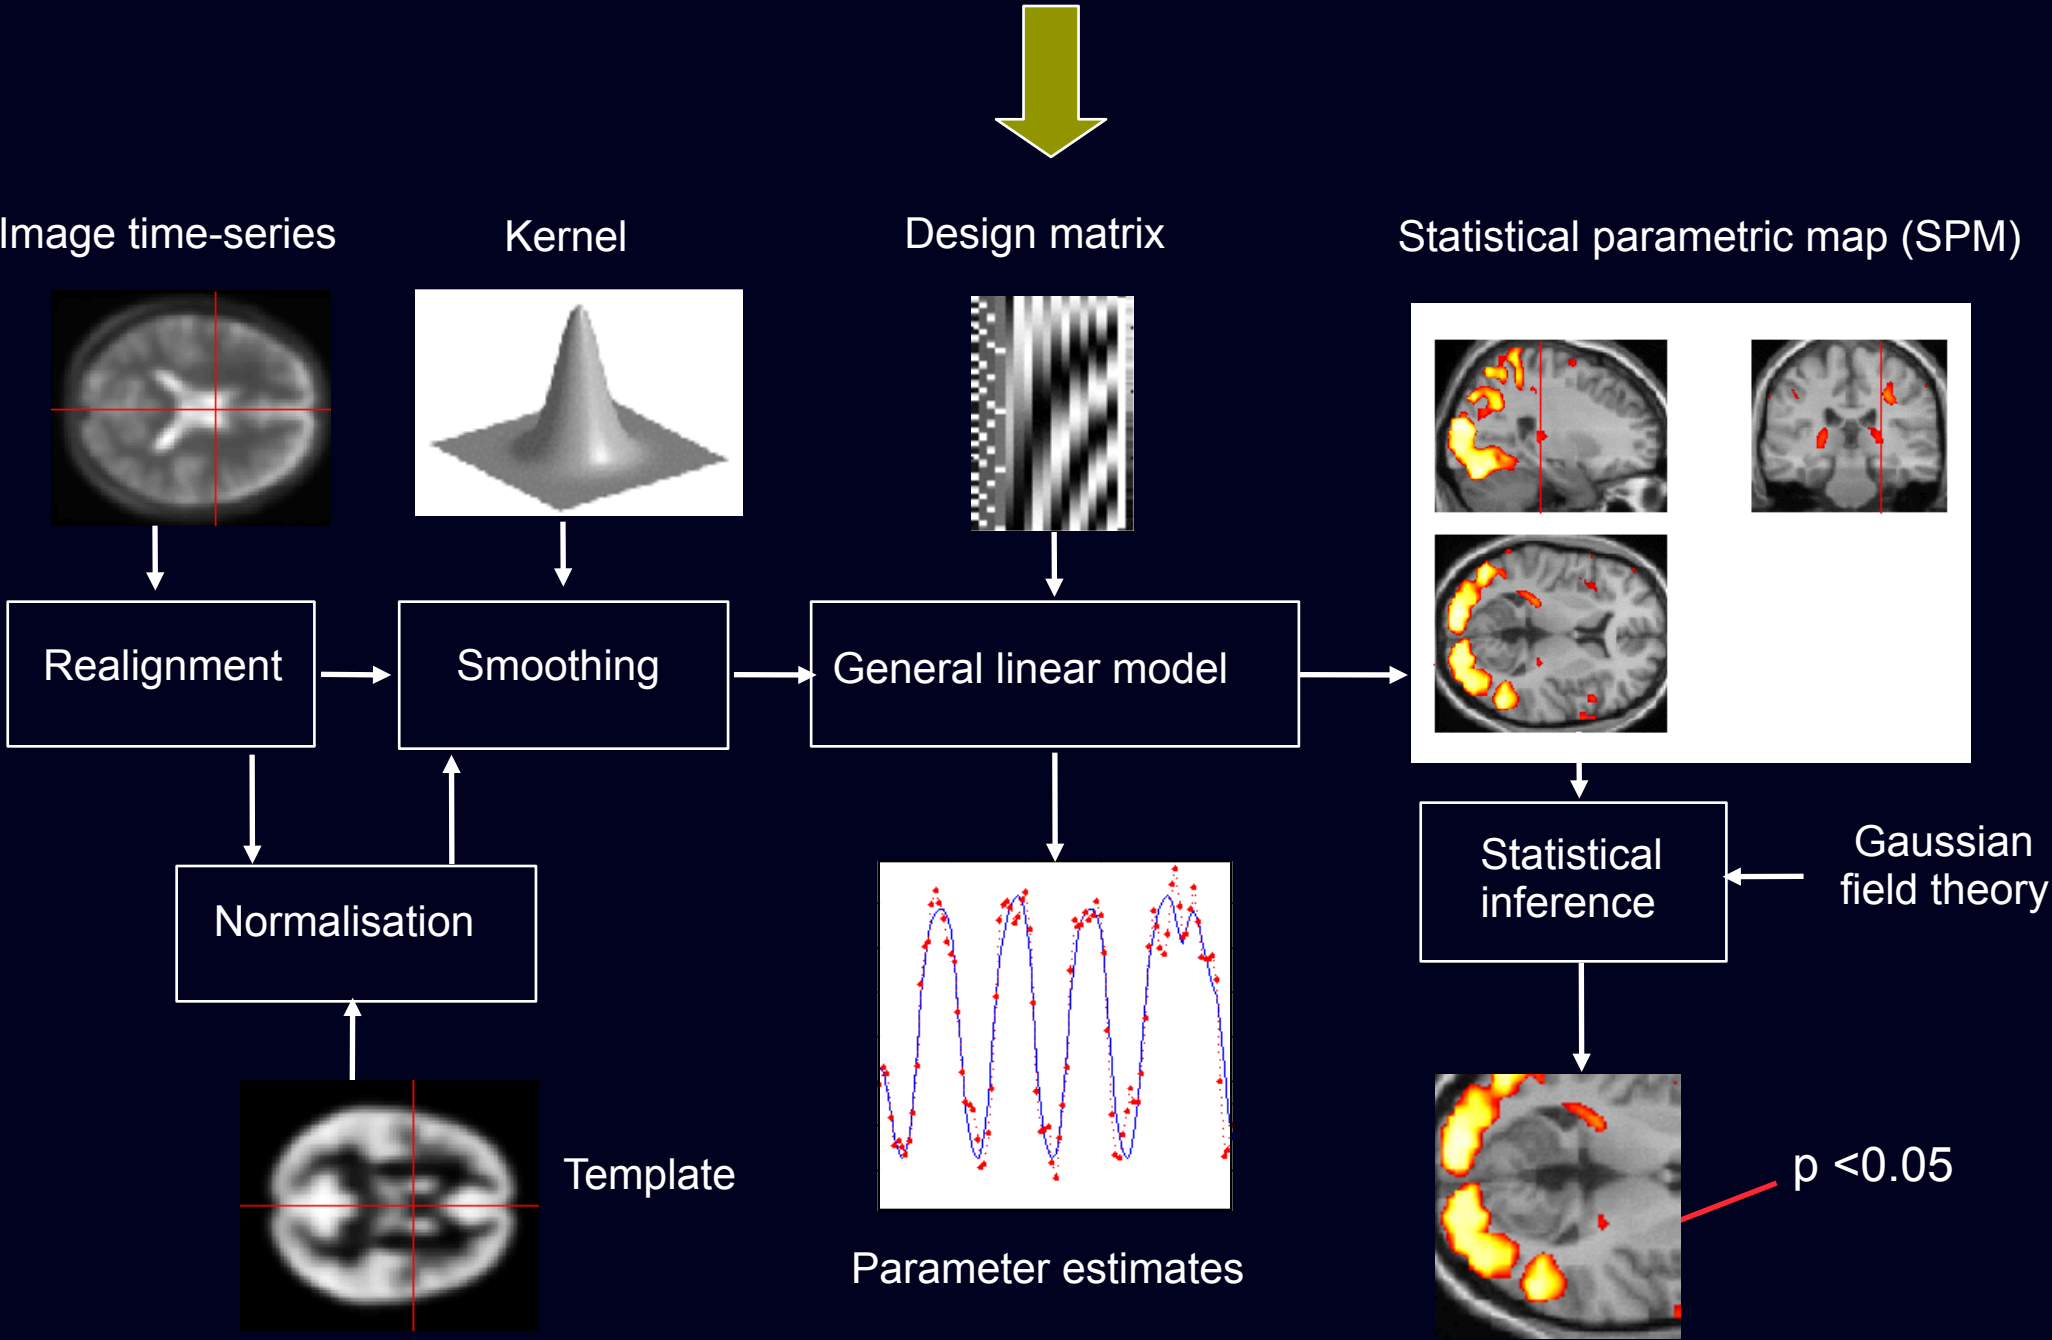 Image time-series
Kernel
Design matrix
Statistical parametric map (SPM)
Realignment
Smoothing
General linear model
Statistical
inference
Gaussian
field theory
Normalisation
Template
Parameter estimates
p <0.05